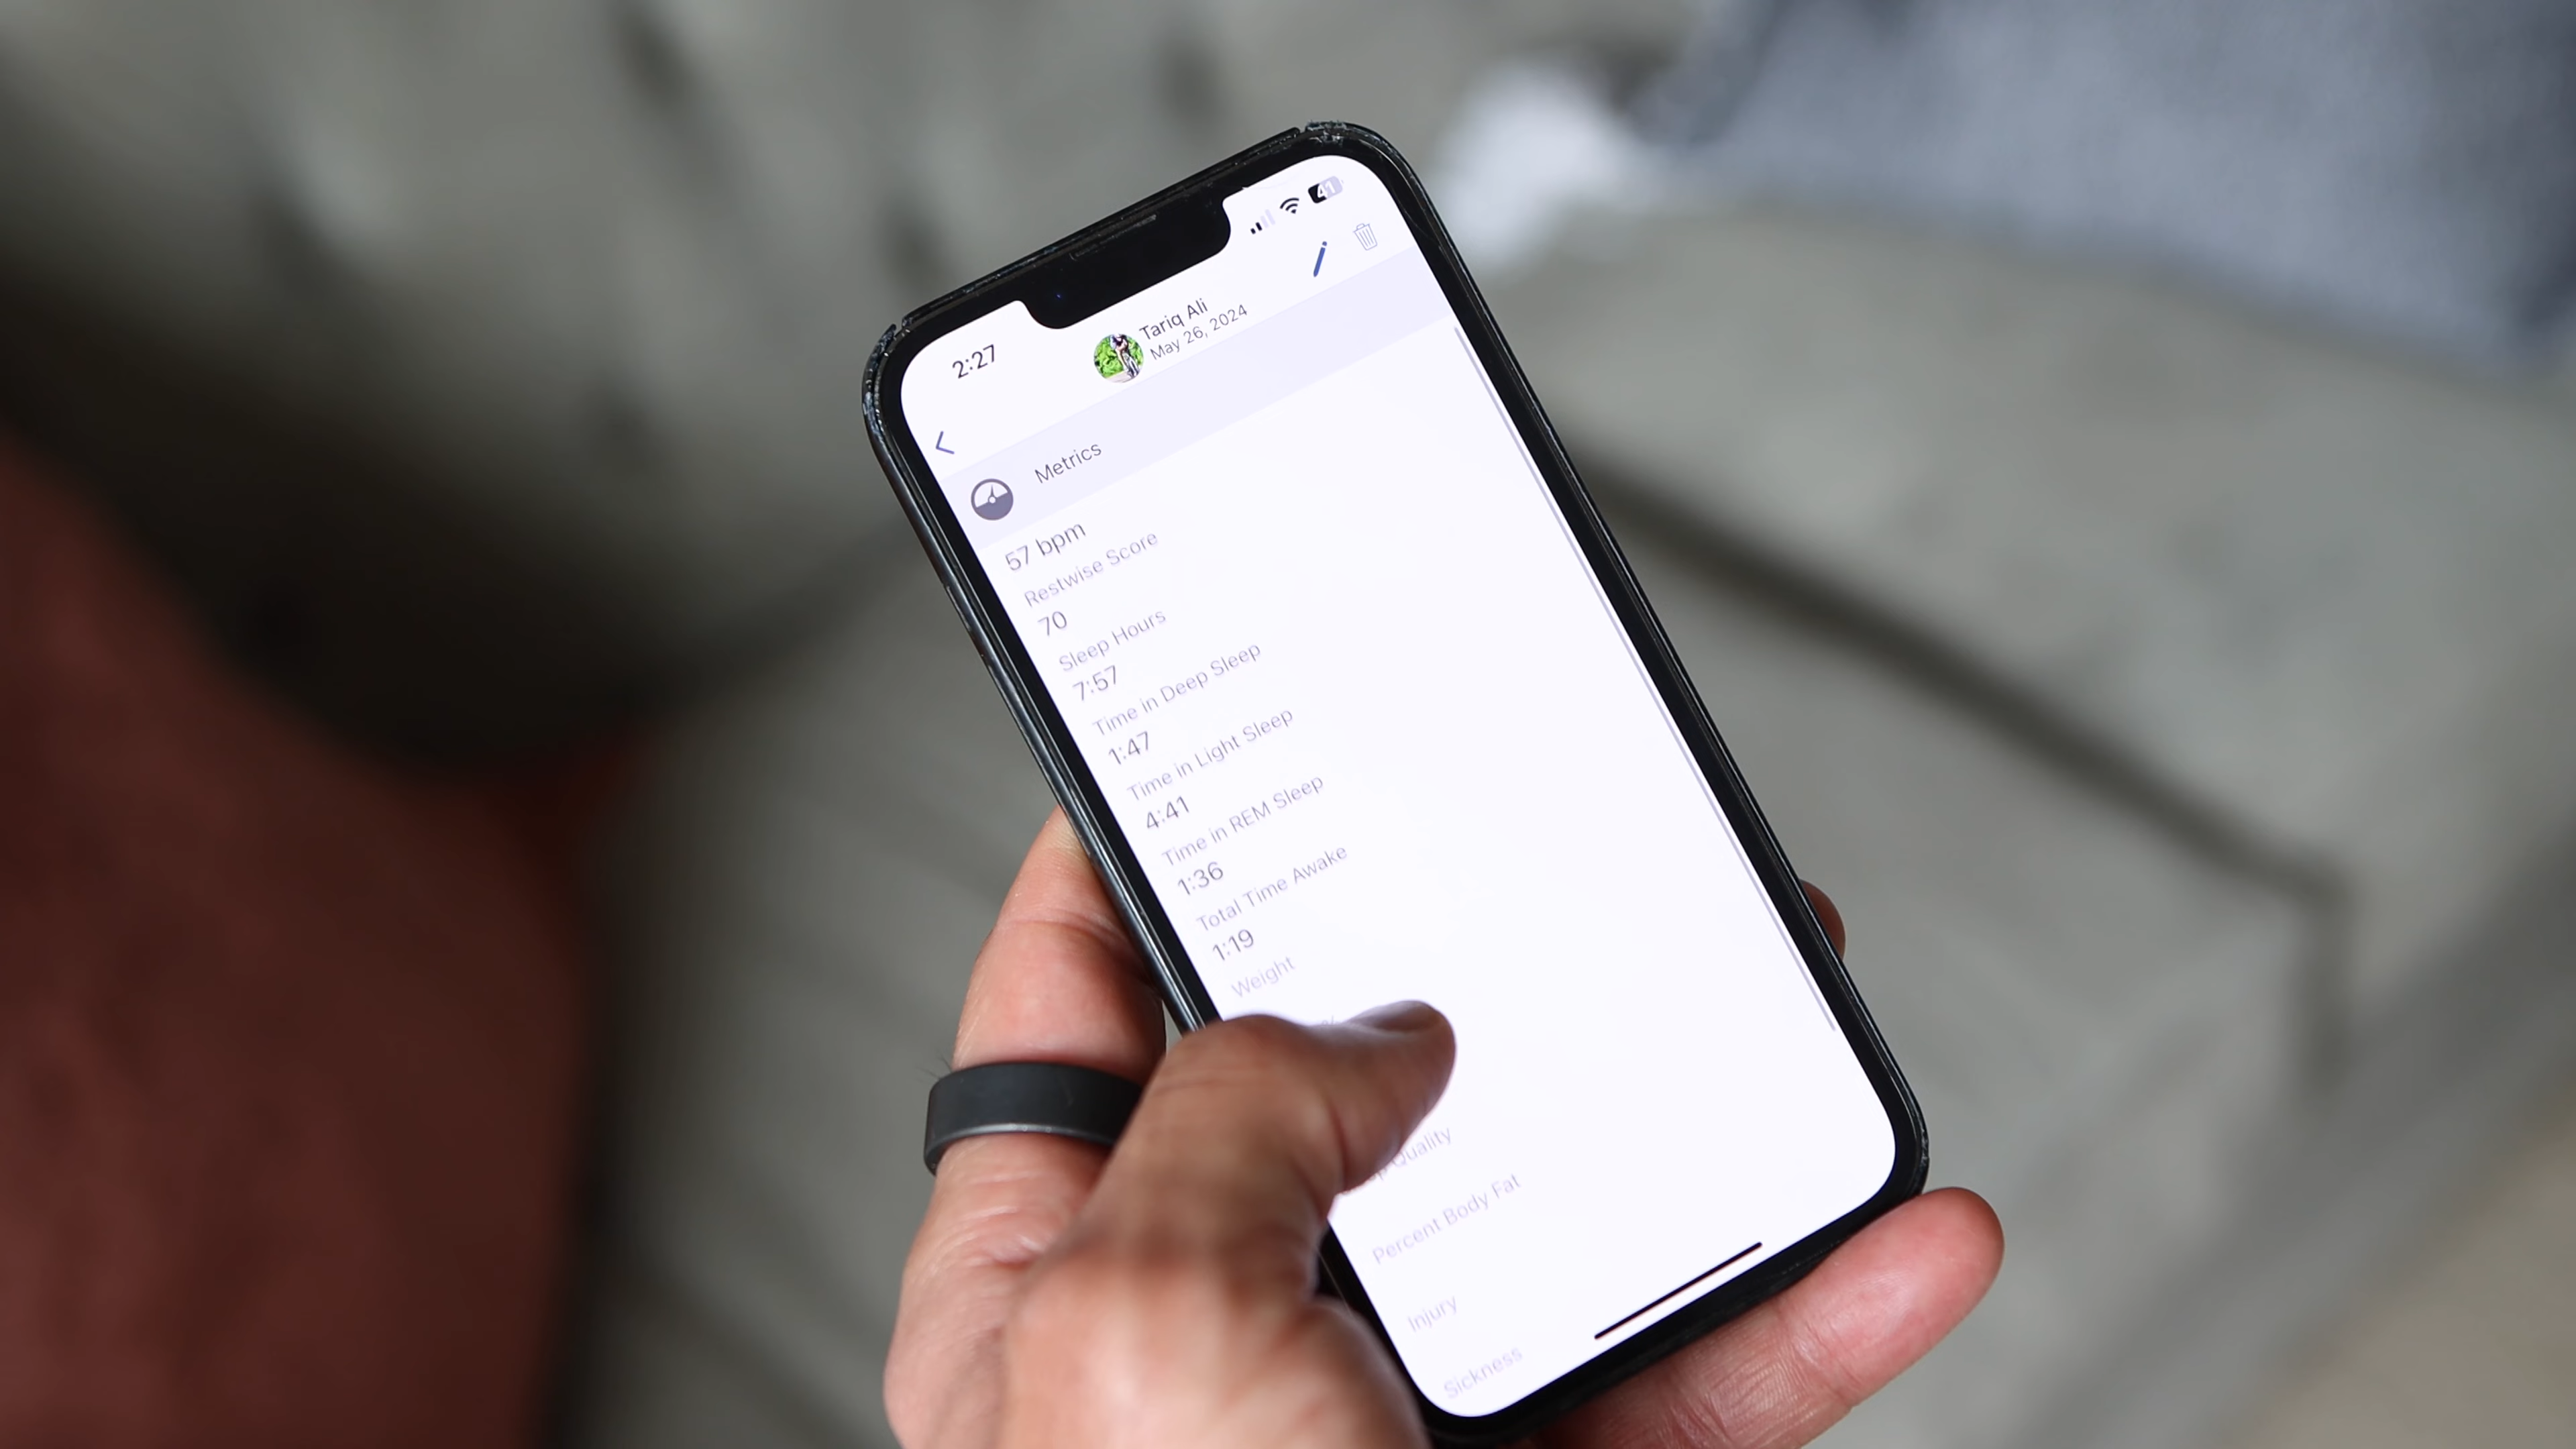 2:27
41
Tariq Ali
May 26, 2024
Metrics
57 bpm
Restwise Score
70
Sleep Hours
7:57
Time in Deep Sleep
1:47
Time in Light Sleep
4:41
Time in REM Sleep
1:36
Total Time Awake
1:19
Weight
Quality
Percent Body Fat
Injury
Sickness